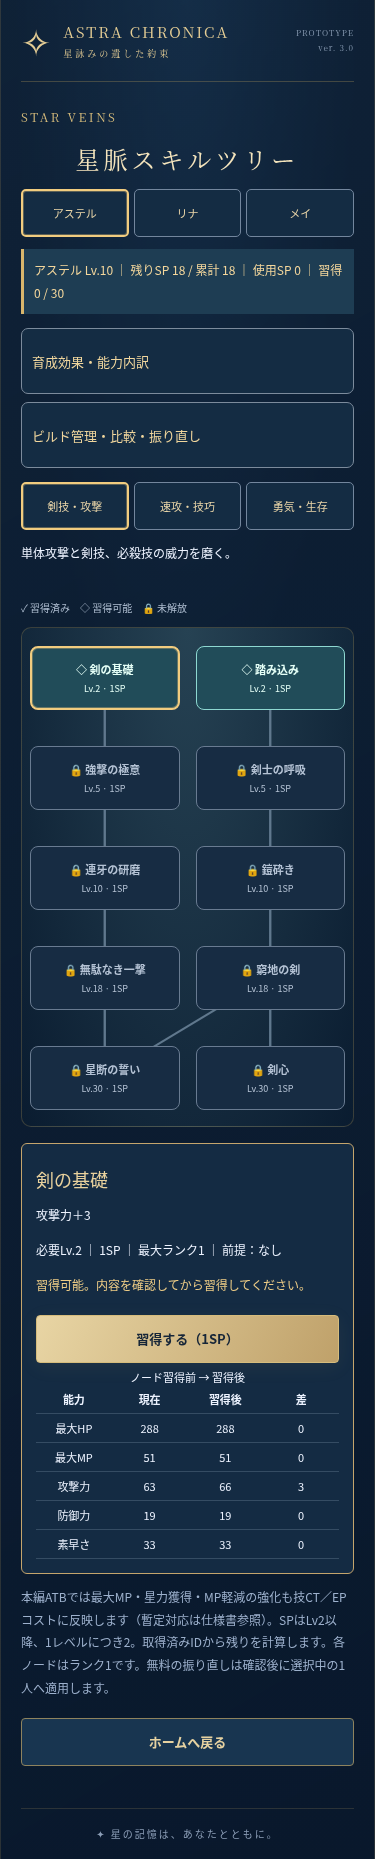 ASTRA CHRONICA
星詠みの遺した約束
PROTOTYPE
ver. 3.0
STAR VEINS
星脈スキルツリー
アステル リナ メイ
アステル Lv.10 ｜ 残りSP 18 / 累計 18 ｜ 使用SP 0 ｜ 習得
0 / 30
育成効果・能力内訳
ビルド管理・比較・振り直し
剣技・攻撃 速攻・技巧 勇気・生存
単体攻撃と剣技、必殺技の威力を磨く。
✓習得済み ◇習得可能 🔒未解放
◇剣の基礎 ◇踏み込み
Lv.2 · 1SP Lv.2 · 1SP
🔒強撃の極意 🔒剣士の呼吸
Lv.5 · 1SP Lv.5 · 1SP
🔒連牙の研磨 🔒鎧砕き
Lv.10 · 1SP Lv.10 · 1SP
🔒無駄なき一撃 🔒窮地の剣
Lv.18 · 1SP Lv.18 · 1SP
🔒星断の誓い 🔒剣心
Lv.30 · 1SP Lv.30 · 1SP
剣の基礎
攻撃力＋3
必要Lv.2 ｜ 1SP ｜ 最大ランク1 ｜ 前提：なし
習得可能。内容を確認してから習得してください。
習得する（1SP）
ノード習得前 → 習得後
能力 現在 習得後 差
最大HP 288 288 0
最大MP 51 51 0
攻撃力 63 66 3
防御力 19 19 0
素早さ 33 33 0
本編ATBでは最大MP・星力獲得・MP軽減の強化も技CT／EP
コストに反映します（暫定対応は仕様書参照）。SPはLv2以
降、1レベルにつき2。取得済みIDから残りを計算します。各
ノードはランク1です。無料の振り直しは確認後に選択中の1
人へ適用します。
ホームへ戻る
✦ 星の記憶は、あなたとともに。